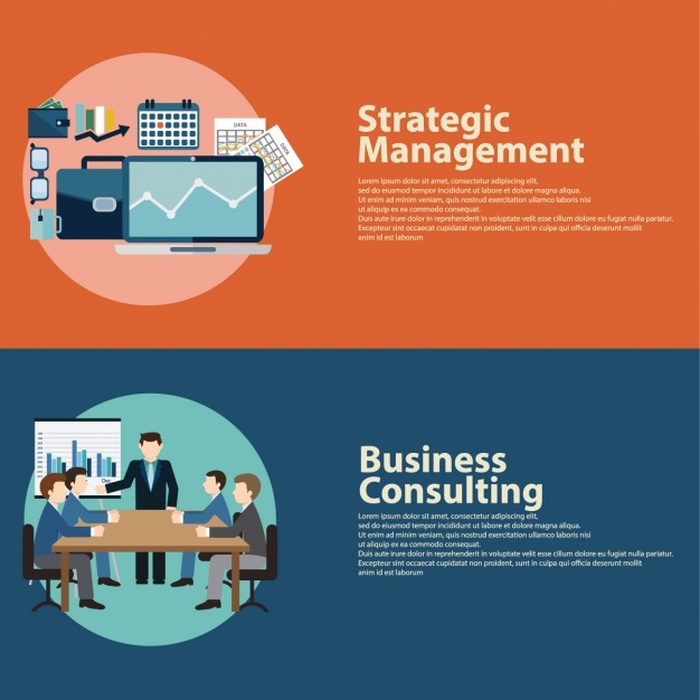 DATA
DATA
Strategic
Management
Lorem ipsum dolor sit amet, consectetur adipiscing elit,
sed do eiusmod tempor incididunt ut labore et dolore magna aliqua.
Ut enim ad minim veniam, quis nostrud exercitation ullamco laboris nisi
ut aliquip ex ea commodo consequat.
Duis aute irure dolor in reprehenderit in voluptate velit esse cillum dolore eu fugiat nulla pariatur.
Excepteur sint occaecat cupidatat non proident, sunt in culpa qui officia deserunt mollit
anim id est laborum
Dec
Business
Consulting
Lorem ipsum dolor sit amet, consectetur adipiscing elit,
sed do eiusmod tempor incididunt ut labore et dolore magna aliqua.
Ut enim ad minim veniam, quis nostrud exercitation ullamco laboris nisi
ut aliquip ex ea commodo consequat.
Duis aute irure dolor in reprehenderit in voluptate velit esse cillum dolore eu fugiat nulla pariatur.
Excepteur sint occaecat cupidatat non proident, sunt in culpa qui officia deserunt mollit
anim id est laborum